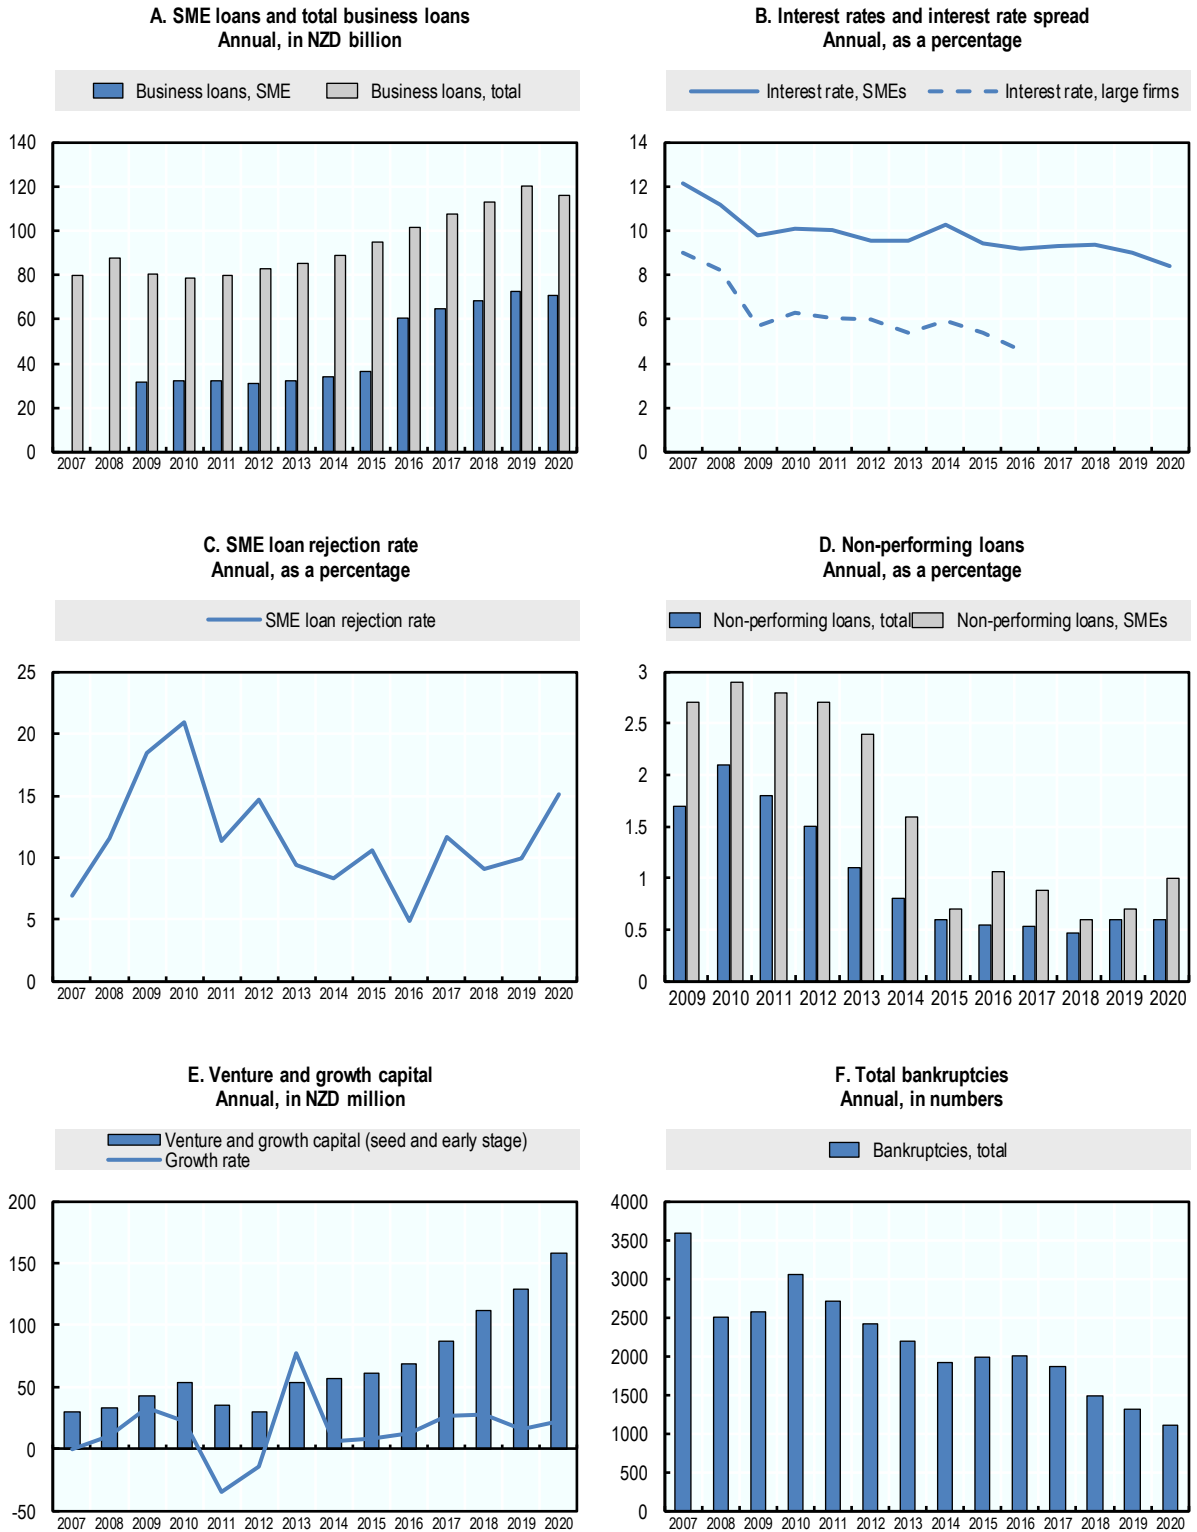 A. SME loans and total business loans
Annual, in NZD billion
Business loans, SME
Business loans, total
140
120
100
80
60
40
20
0
2007 2008 2009 2010 2011 2012 2013 2014 2015 2016 2017 2018 2019 2020
B. Interest rates and interest rate spread
Annual, as a percentage
Interest rate, SMEs
Interest rate, large firms
14
12
10
8
6
4
2
0
2007 2008 2009 2010 2011 2012 2013 2014 2015 2016 2017 2018 2019 2020
C. SME loan rejection rate
Annual, as a percentage
SME loan rejection rate
25
20
15
10
5
0
2007 2008 2009 2010 2011 2012 2013 2014 2015 2016 2017 2018 2019 2020
D. Non-performing loans
Annual, as a percentage
Non-performing loans, total
Non-performing loans, SMEs
3
2.5
2
1.5
1
0.5
0
2009 2010 2011 2012 2013 2014 2015 2016 2017 2018 2019 2020
E. Venture and growth capital
Annual, in NZD million
Venture and growth capital (seed and early stage)
Growth rate
200
150
100
50
0
-50
2007 2008 2009 2010 2011 2012 2013 2014 2015 2016 2017 2018 2019 2020
F. Total bankruptcies
Annual, in numbers
Bankruptcies, total
4000
3500
3000
2500
2000
1500
1000
500
0
2007 2008 2009 2010 2011 2012 2013 2014 2015 2016 2017 2018 2019 2020